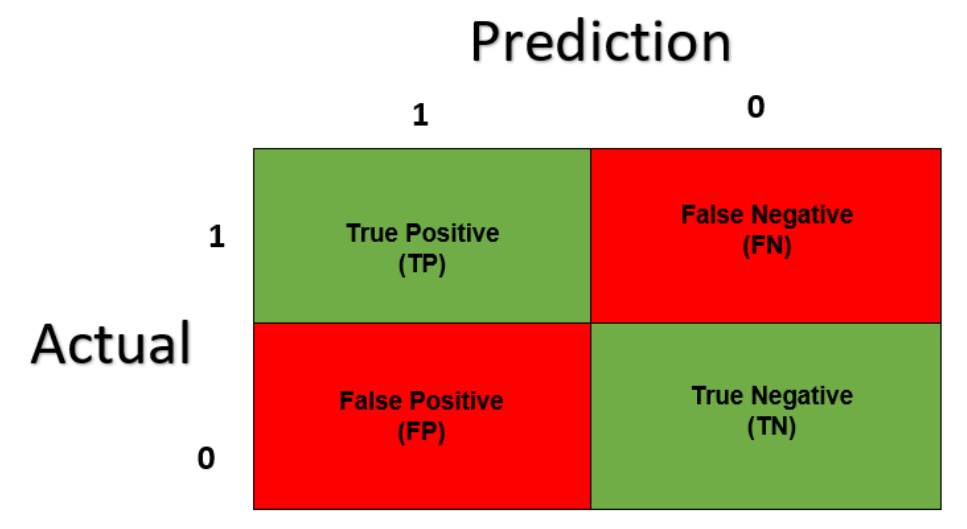 Prediction
1
0
1
True Positive
(TP)
False Negative
(FN)
Actual
False Positive
(FP)
True Negative
(TN)
0